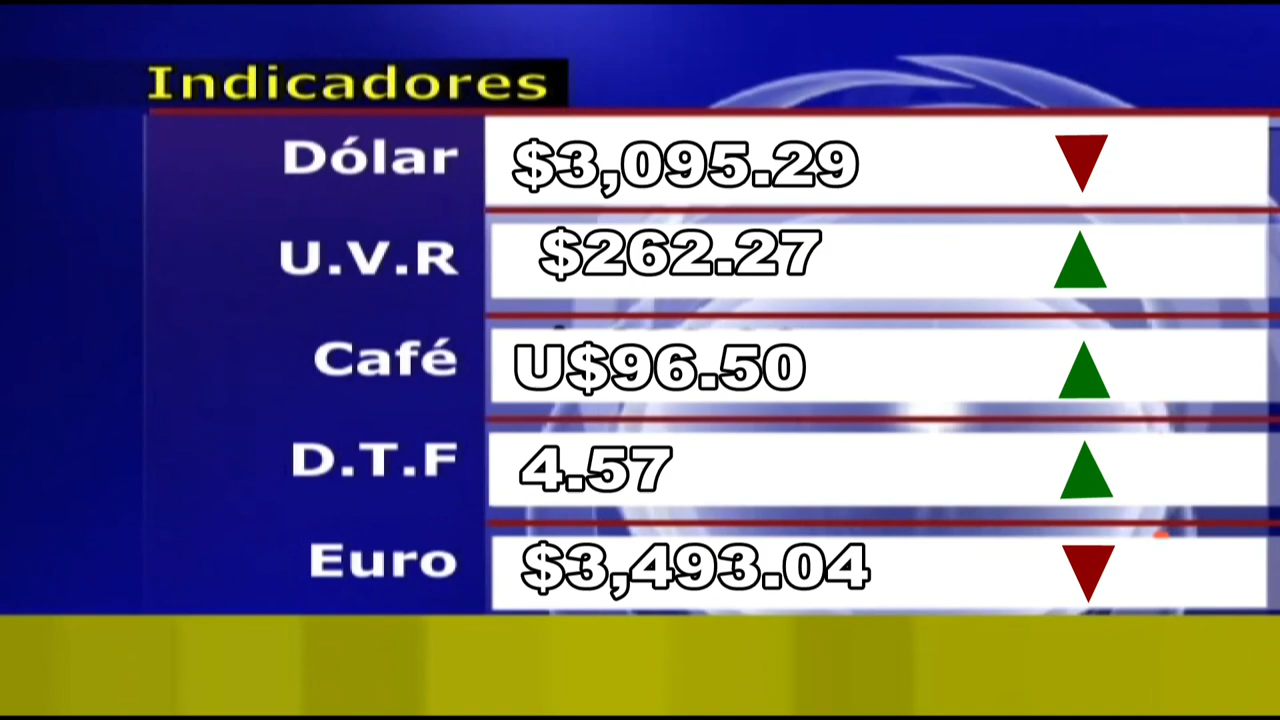 Indicadores
Dólar $3,095.29
U.V.R $262.27
Café U$96.50
D.T.F 4.57
Euro $3,493.04